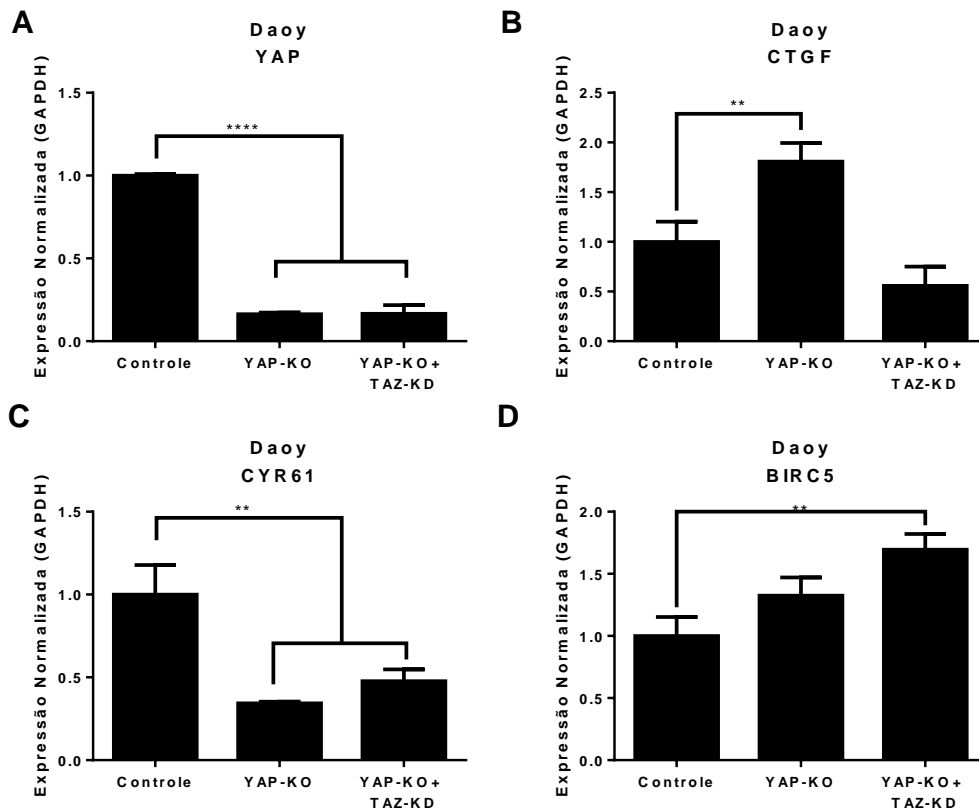 A
Daoy
YAP
Expressão Normalizada (GAPDH)
1.5
1.0
0.5
0.0
****
Controle
YAP-KO
YAP-KO+
TAZ-KD
B
Daoy
CTGF
Expressão Normalizada (GAPDH)
2.5
2.0
1.5
1.0
0.5
0.0
**
Controle
YAP-KO
YAP-KO+
TAZ-KD
C
Daoy
CYR61
Expressão Normalizada (GAPDH)
1.5
1.0
0.5
0.0
**
Controle
YAP-KO
YAP-KO+
TAZ-KD
D
Daoy
BIRC5
Expressão Normalizada (GAPDH)
2.0
1.5
1.0
0.5
0.0
**
Controle
YAP-KO
YAP-KO+
TAZ-KD